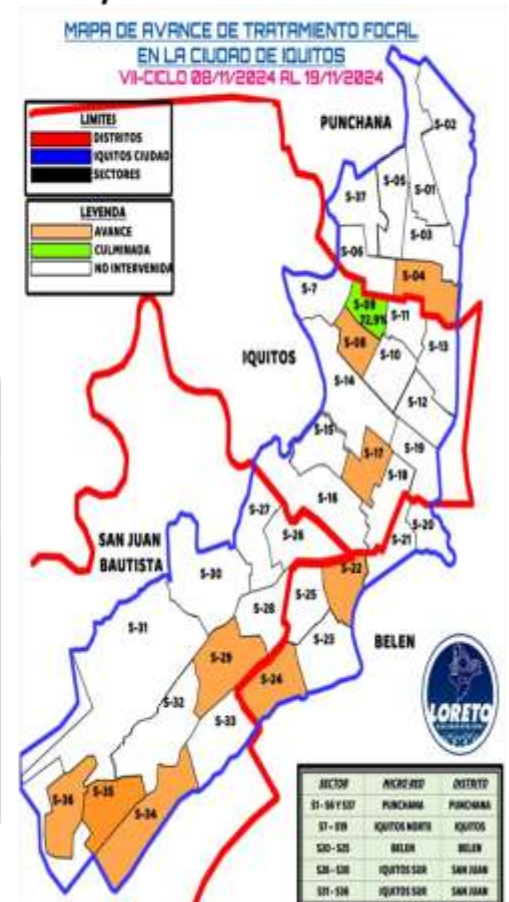 MAPA DE AVANCE DE TRATAMIENTO FOCAL
EN LA CIUDAD DE IQUITOS
VII-CICLO 08/11/2024 AL 19/11/2024
LIMITES
DISTRITOS
IQUITOS CIUDAD
SECTORES
LEYENDA
AVANCE
CULMINADA
NO INTERVENIDA
PUNCHANA
S-02
S-05
S-37
S-01
S-03
S-06
S-04
S-7
S-09
72,9%
S-11
S-08
S-13
IQUITOS
S-10
S-14
S-12
S-15
S-19
S-17
S-18
S-16
S-27
S-20
S-26
S-21
SAN JUAN
BAUTISTA
S-22
S-30
S-25
S-28
S-31
S-23
BELEN
S-29
S-24
S-32
S-33
S-36
S-35
S-34
LORETO
SECTOR MICRO RED DISTRITO
S1 - S6 Y S37 PUNCHANA PUNCHANA
S7 - S19 IQUITOS NORTE IQUITOS
S20 - S25 BELEN BELEN
S26 - S30 IQUITOS SUR SAN JUAN
S31 - S36 IQUITOS SUR SAN JUAN